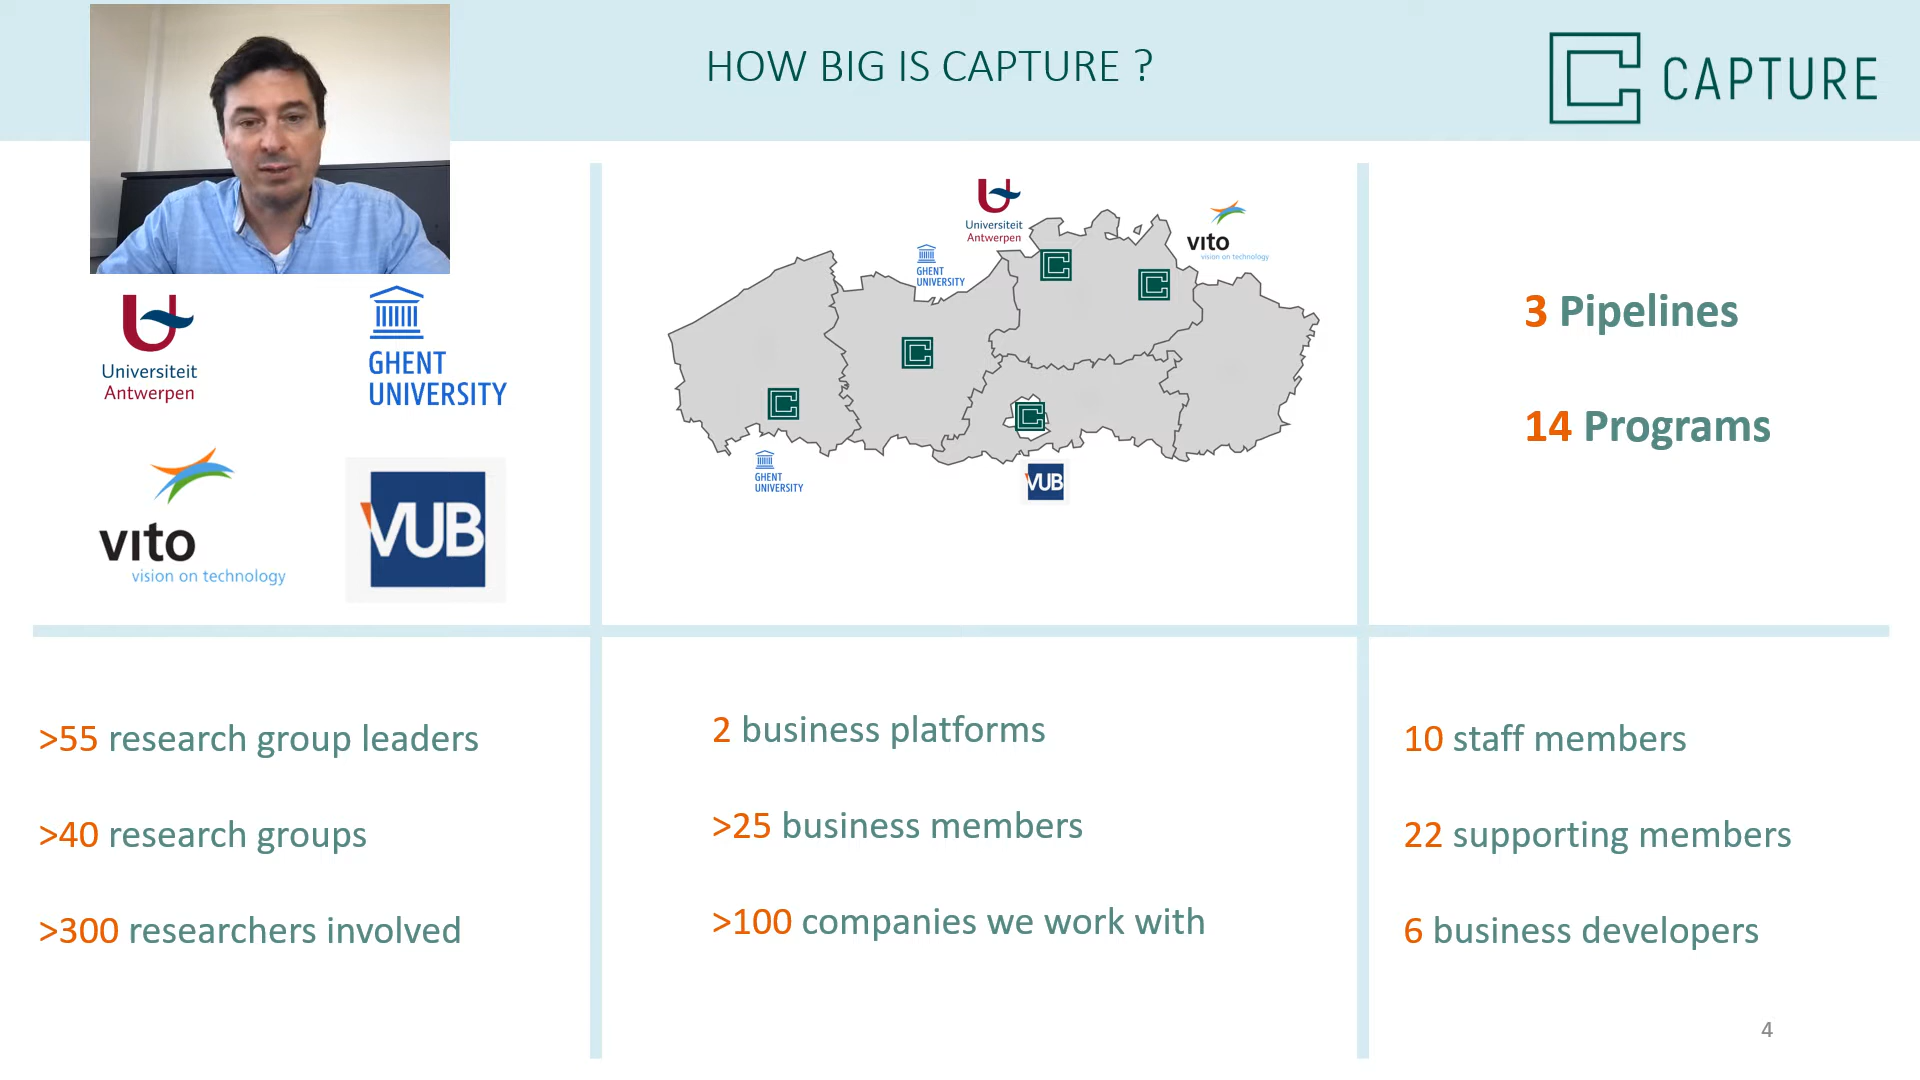 HOW BIG IS CAPTURE ?
CAPTURE
Universiteit
Antwerpen
GHENT
UNIVERSITY
vito
vision on technology
VUB
Universiteit
Antwerpen
GHENT
UNIVERSITY
vito
vision on technology
GHENT
UNIVERSITY
VUB
3 Pipelines
14 Programs
>55 research group leaders
>40 research groups
>300 researchers involved
2 business platforms
>25 business members
>100 companies we work with
10 staff members
22 supporting members
6 business developers
4